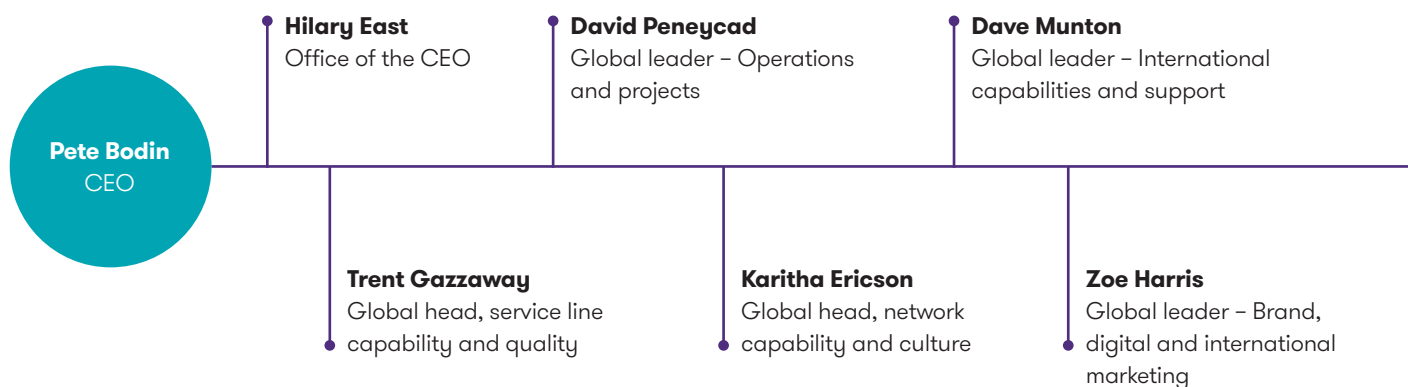 Pete Bodin
CEO
Hilary East
Office of the CEO
David Peneycad
Global leader – Operations
and projects
Dave Munton
Global leader – International
capabilities and support
Trent Gazzaway
Global head, service line
capability and quality
Karitha Ericson
Global head, network
capability and culture
Zoe Harris
Global leader – Brand,
digital and international
marketing